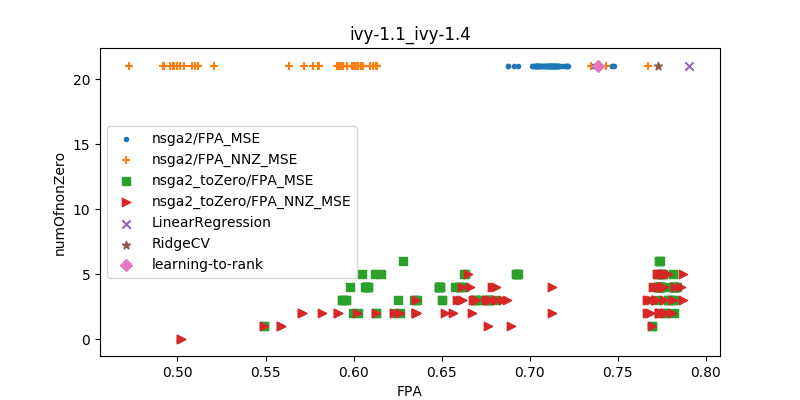 ivy-1.1_ivy-1.4
numOfnonZero
20
15
10
5
0
nsga2/FPA_MSE
nsga2/FPA_NNZ_MSE
nsga2_toZero/FPA_MSE
nsga2_toZero/FPA_NNZ_MSE
LinearRegression
RidgeCV
learning-to-rank
0.50 0.55 0.60 0.65 0.70 0.75 0.80
FPA